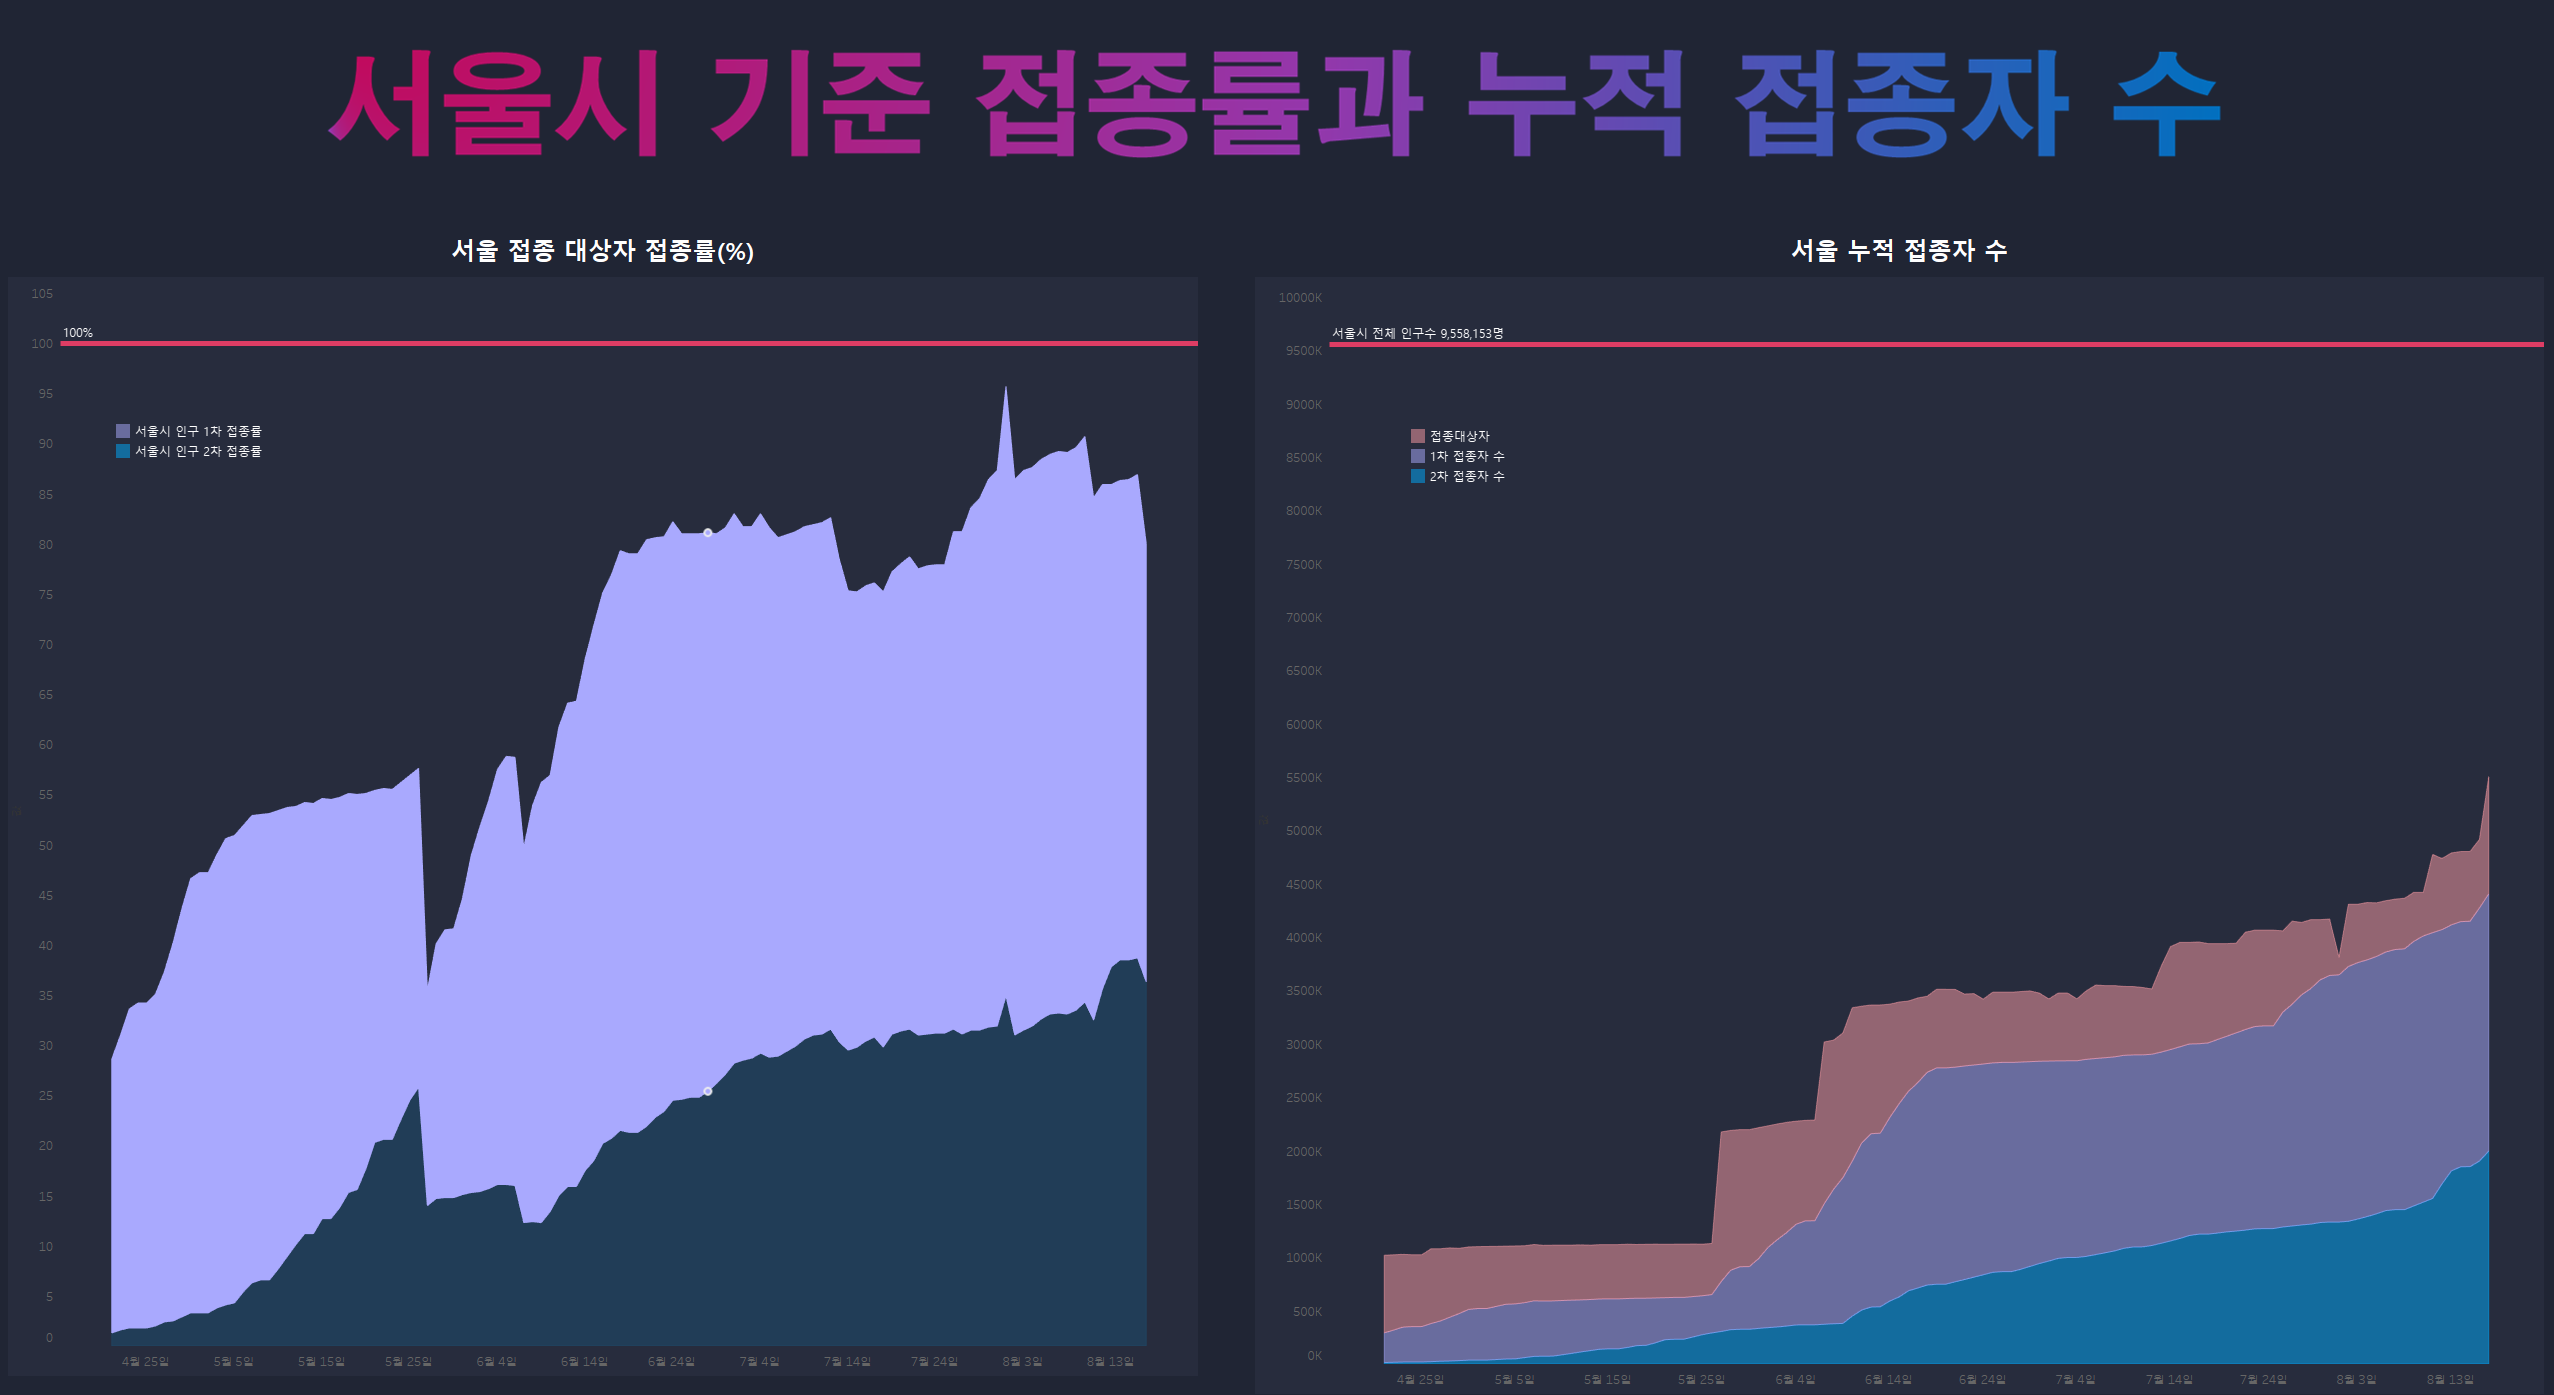 서울시 기준 접종률과 누적 접종자 수
서울 접종 대상자 접종률(%)
105
100%
100
95
서울시 인구 1차 접종률
90
서울시 인구 2차 접종률
85
80
75
70
65
60
55
50
45
40
35
30
25
20
15
10
5
0
4월 25일 5월 5일 5월 15일 5월 25일 6월 4일 6월 14일 6월 24일 7월 4일 7월 14일 7월 24일 8월 3일 8월 13일
서울 누적 접종자 수
10000K
서울시 전체 인구수 9,558,153명
9500K
9000K
접종대상자
8500K
1차 접종자 수
2차 접종자 수
8000K
7500K
7000K
6500K
6000K
5500K
5000K
4500K
4000K
3500K
3000K
2500K
2000K
1500K
1000K
500K
0K
4월 25일 5월 5일 5월 15일 5월 25일 6월 4일 6월 14일 6월 24일 7월 4일 7월 14일 7월 24일 8월 3일 8월 13일